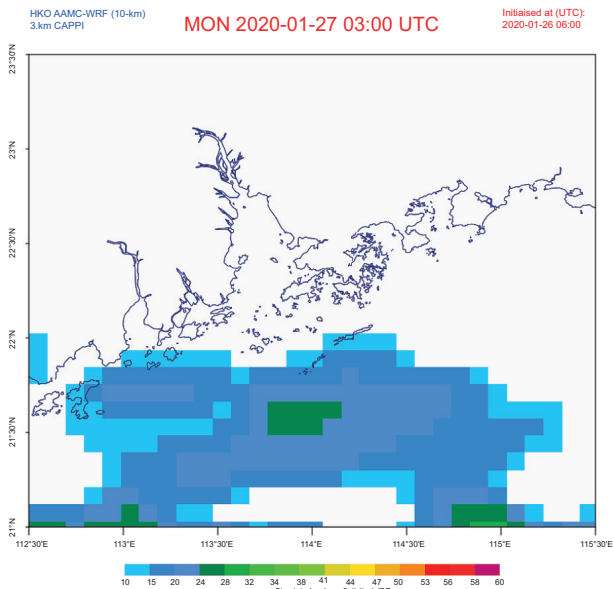 HKO AAMC-WRF (10-km)
3.km CAPPI
MON 2020-01-27 03:00 UTC
Initiaised at (UTC):
2020-01-26 06:00
23°30'N
23°N
22°30'N
22°N
21°30'N
21°N
112°30'E
113°E
113°30'E
114°E
114°30'E
115°E
115°30'E
10 15 20 24 28 32 34 38 41 44 47 50 53 56 58 60